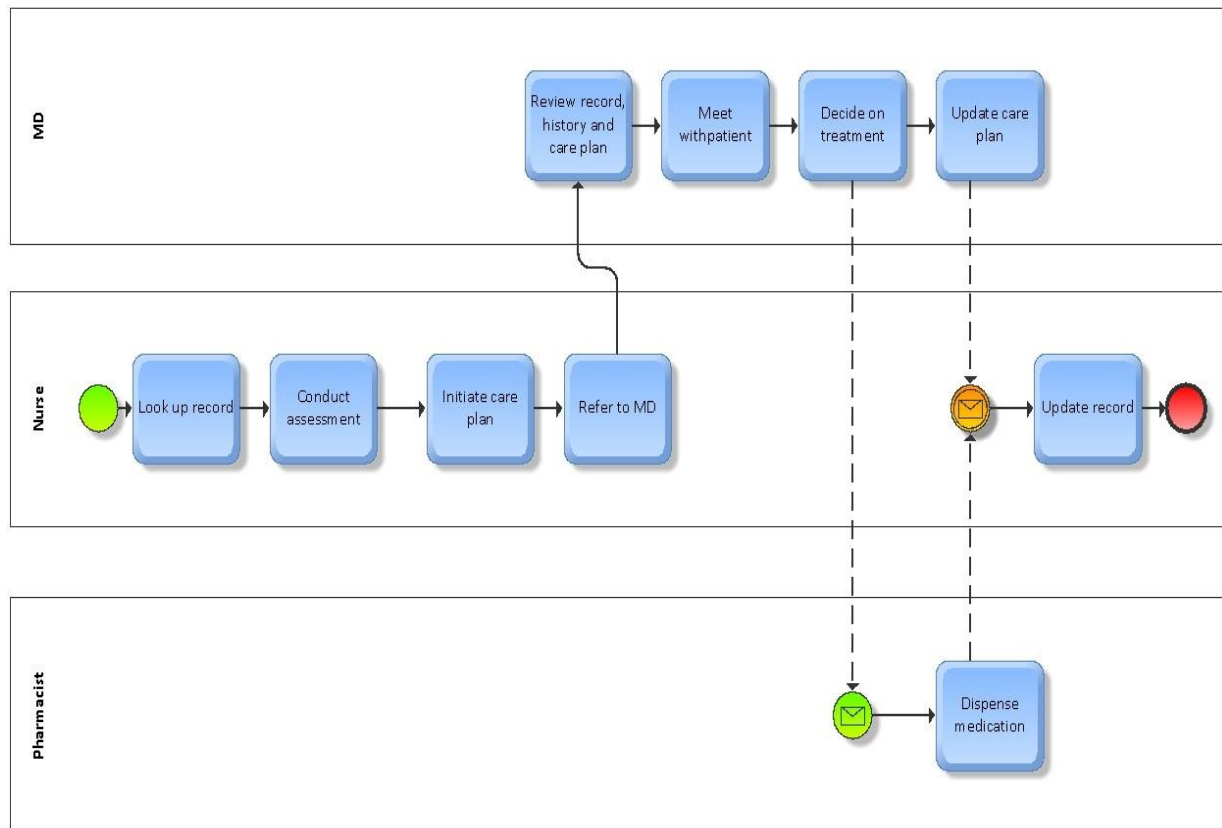 MD
Review record,
history and
care plan
Meet
withpatient
Decide on
treatment
Update care
plan
Nurse
Look up record
Conduct
assessment
Initiate care
plan
Refer to MD
Update record
Pharmacist
Dispense
medication